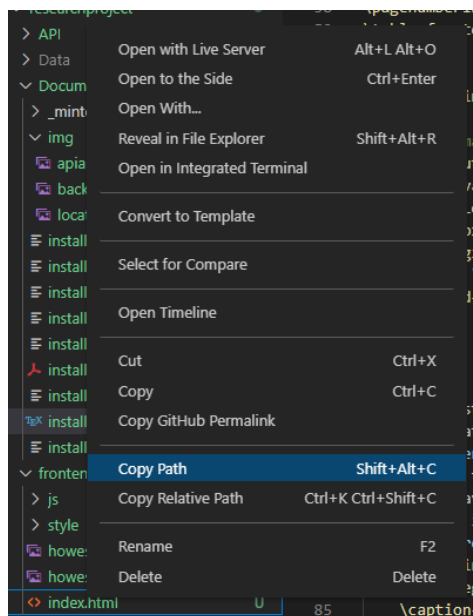 researchproject
API
Data
Docum
_mint
img
apia
back
locat
install
install
install
install
install
install
install
install
install
fronten
js
style
howe
howe
index.html U
Open with Live Server Alt+L Alt+O
Open to the Side Ctrl+Enter
Open With...
Reveal in File Explorer Shift+Alt+R
Open in Integrated Terminal
Convert to Template
Select for Compare
Open Timeline
Cut Ctrl+X
Copy Ctrl+C
Copy GitHub Permalink
Copy Path Shift+Alt+C
Copy Relative Path Ctrl+K Ctrl+Shift+C
Rename F2
Delete Delete
85 \caption